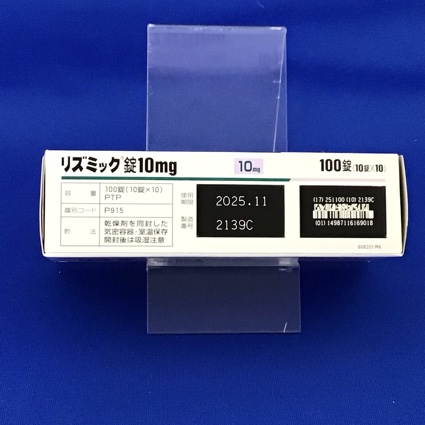 リズミック®錠10mg
10mg
100錠(10錠×10)
容量
100錠(10錠×10)
PTP
識別コード
P915
貯法
乾燥剤を同封した
気密容器・室温保存
開封後は吸湿注意
使用
期限
2025.11
製造
番号
2139C
(17) 251100 (10) 2139C
(01) 14987116169018